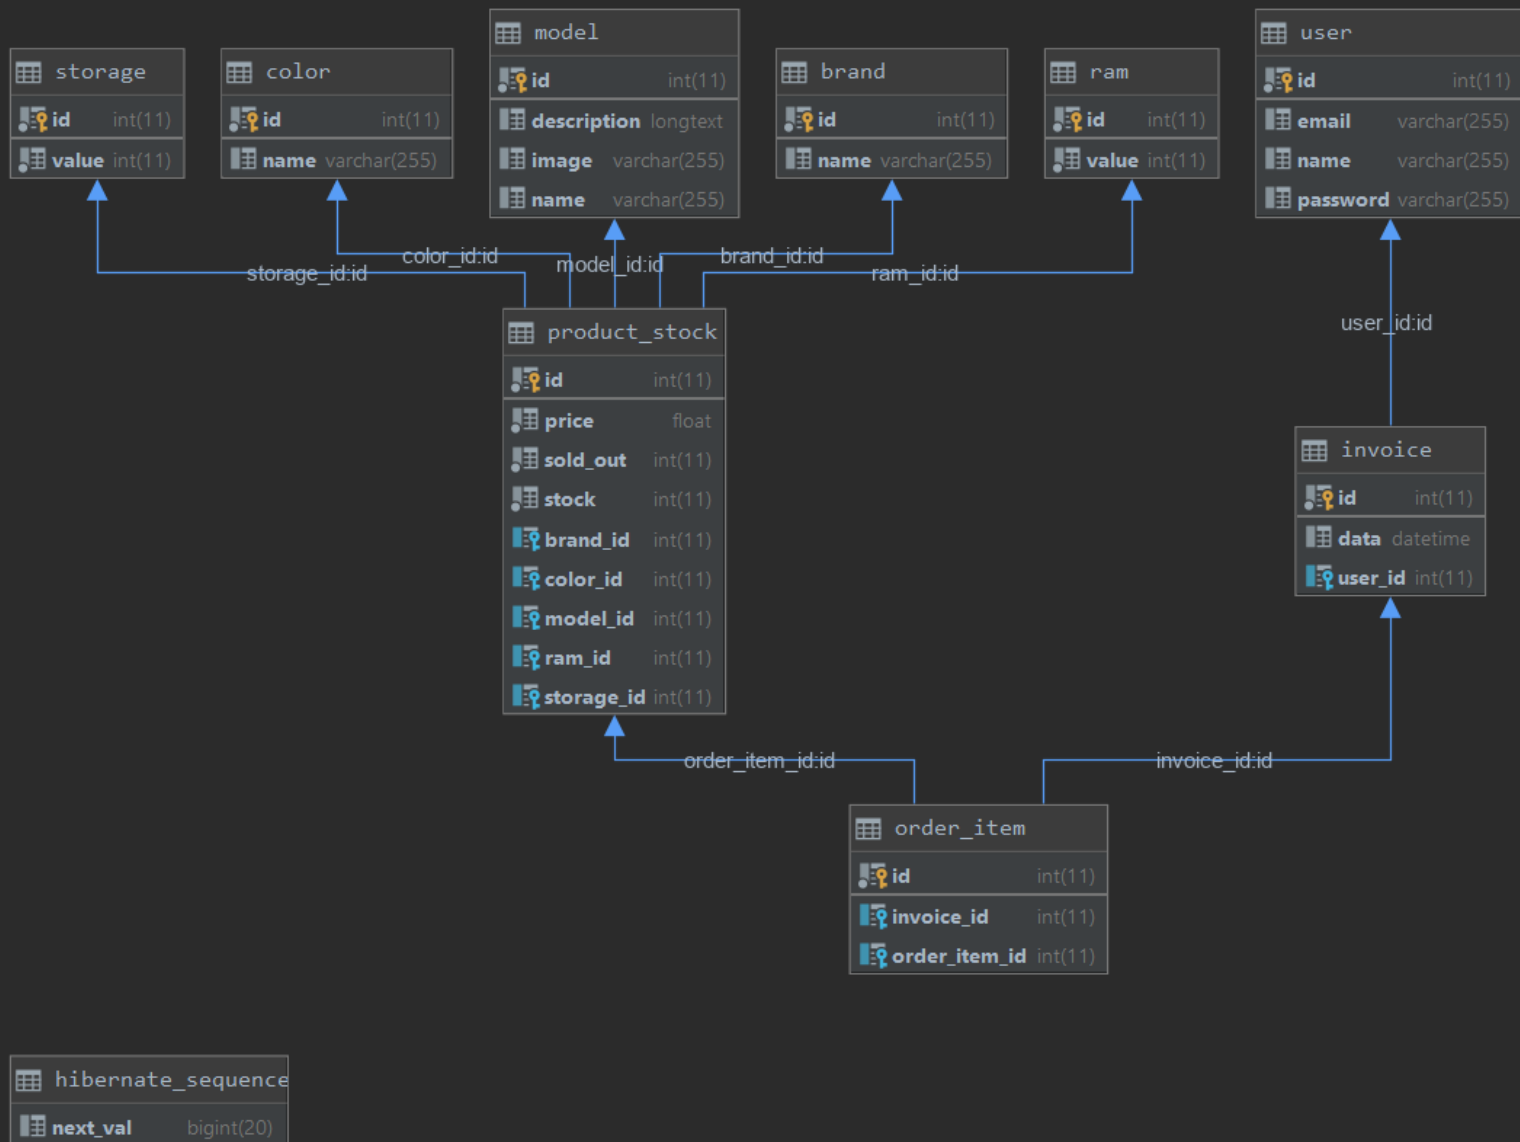 storage
id int(11)
value int(11)
color
id int(11)
name varchar(255)
model
id int(11)
description longtext
image varchar(255)
name varchar(255)
brand
id int(11)
name varchar(255)
ram
id int(11)
value int(11)
user
id int(11)
email varchar(255)
name varchar(255)
password varchar(255)
storage_id:id
color_id:id
model_id:id
brand_id:id
ram_id:id
user_id:id
product_stock
id int(11)
price float
sold_out int(11)
stock int(11)
brand_id int(11)
color_id int(11)
model_id int(11)
ram_id int(11)
storage_id int(11)
invoice
id int(11)
data datetime
user_id int(11)
order_item_id:id
invoice_id:id
order_item
id int(11)
invoice_id int(11)
order_item_id int(11)
hibernate_sequence
next_val bigint(20)